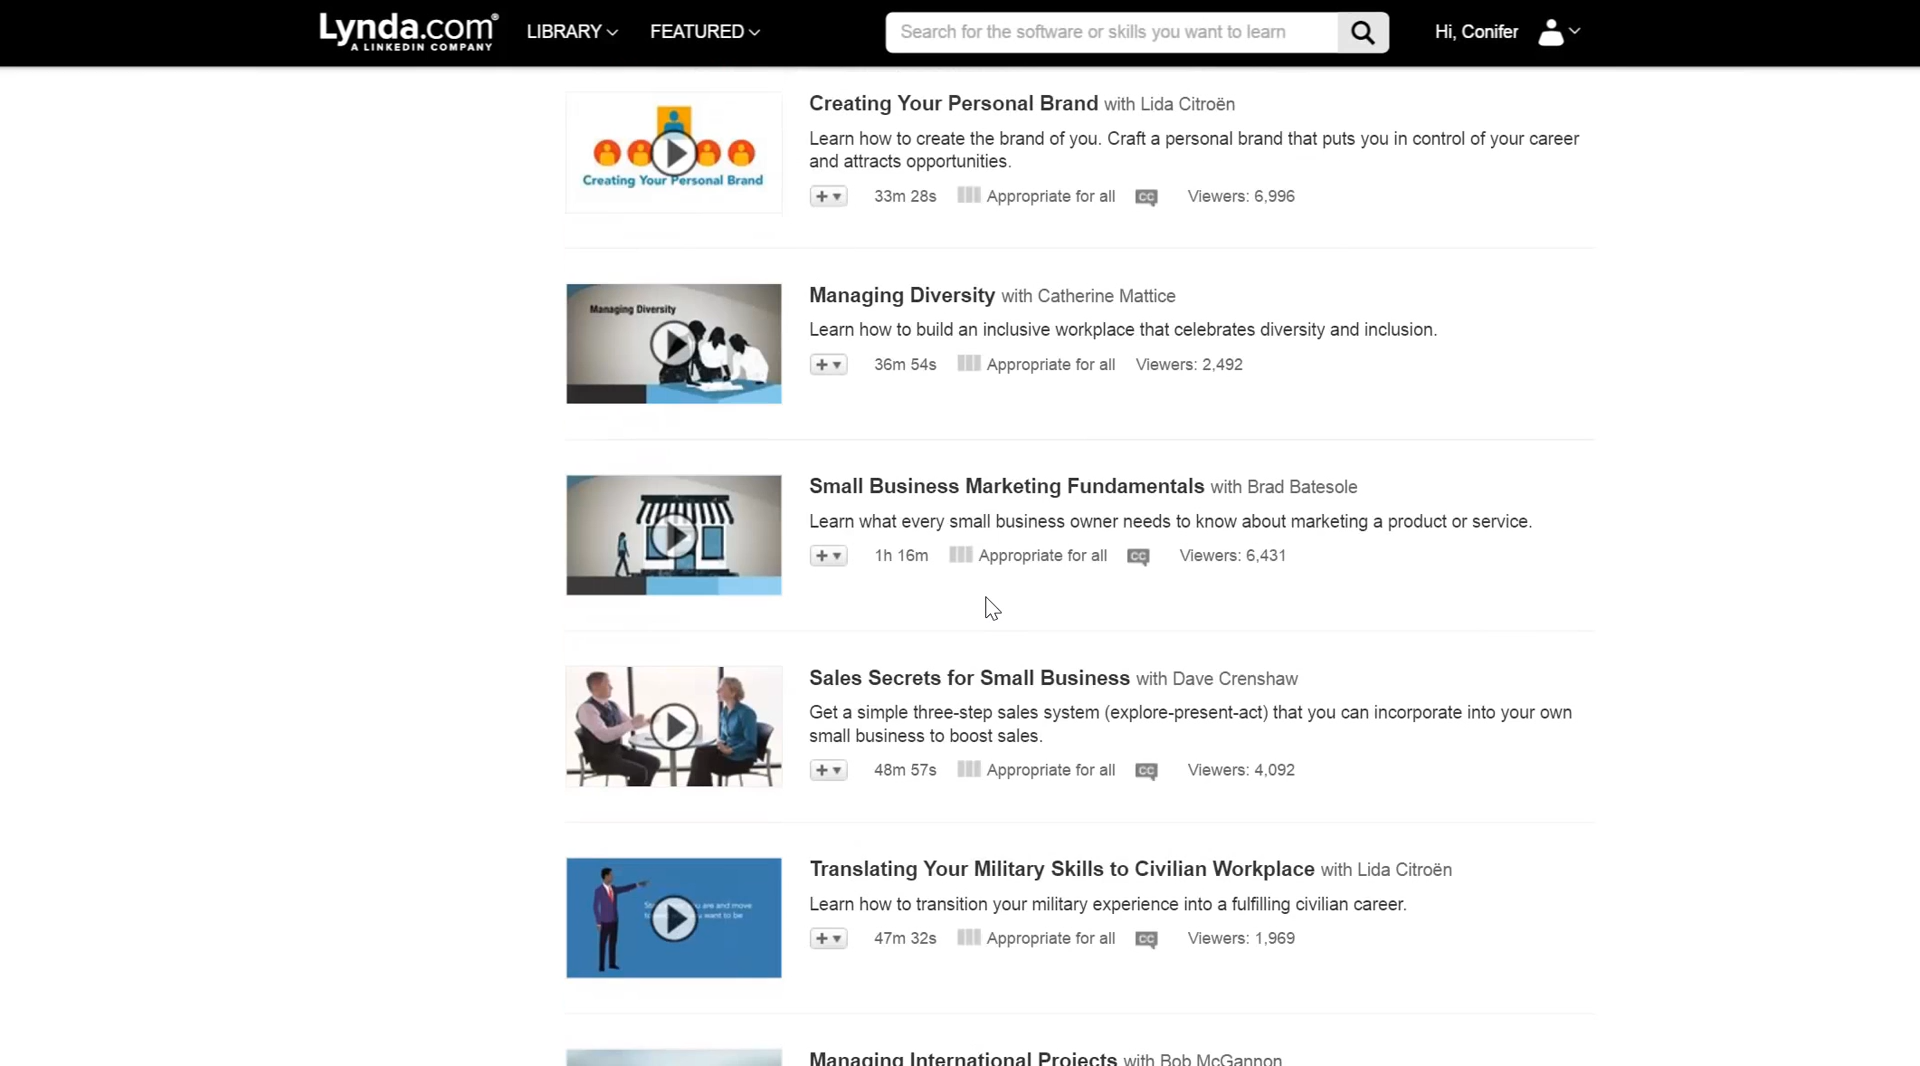 Lynda.com®
A LINKEDIN COMPANY
LIBRARY
FEATURED
Search for the software or skills you want to learn
Hi, Conifer
Creating Your Personal Brand
Creating Your Personal Brand with Lida Citroën
Learn how to create the brand of you. Craft a personal brand that puts you in control of your career
and attracts opportunities.
33m 28s Appropriate for all CC Viewers: 6,996
Managing Diversity
Managing Diversity with Catherine Mattice
Learn how to build an inclusive workplace that celebrates diversity and inclusion.
36m 54s Appropriate for all Viewers: 2,492
Small Business Marketing Fundamentals with Brad Batesole
Learn what every small business owner needs to know about marketing a product or service.
1h 16m Appropriate for all CC Viewers: 6,431
Sales Secrets for Small Business with Dave Crenshaw
Get a simple three-step sales system (explore-present-act) that you can incorporate into your own
small business to boost sales.
48m 57s Appropriate for all CC Viewers: 4,092
Translating Your Military Skills to Civilian Workplace with Lida Citroën
Learn how to transition your military experience into a fulfilling civilian career.
you are and move
want to be
47m 32s Appropriate for all CC Viewers: 1,969
Managing International Projects with Bob McGannon